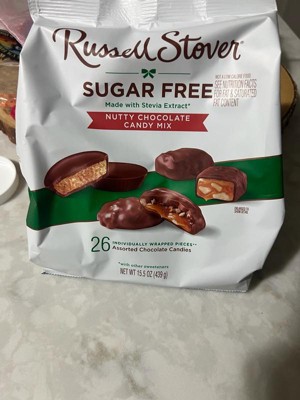 Russell Stover®
SUGAR FREE
NOT A LOW CALORIE FOOD.
SEE NUTRITION FACTS
FOR FAT & SATURATED
FAT CONTENT
Made with Stevia Extract*
NUTTY CHOCOLATE
CANDY MIX
26 INDIVIDUALLY WRAPPED PIECES**
Assorted Chocolate Candies
*with other sweeteners
NET WT 15.5 OZ (439 g)